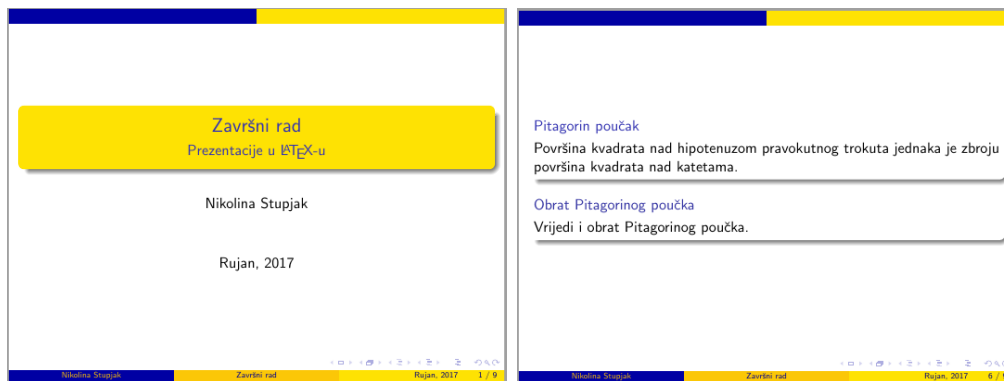 Završni rad
Prezentacije u LATEX-u
Nikolina Stupjak
Rujan, 2017
Nikolina Stupjak Završni rad Rujan, 2017 1 / 9
Pitagorin poučak
Površina kvadrata nad hipotenuzom pravokutnog trokuta jednaka je zbroju
površina kvadrata nad katetama.
Obrat Pitagorinog poučka
Vrijedi i obrat Pitagorinog poučka.
Nikolina Stupjak Završni rad Rujan, 2017 6 / 9